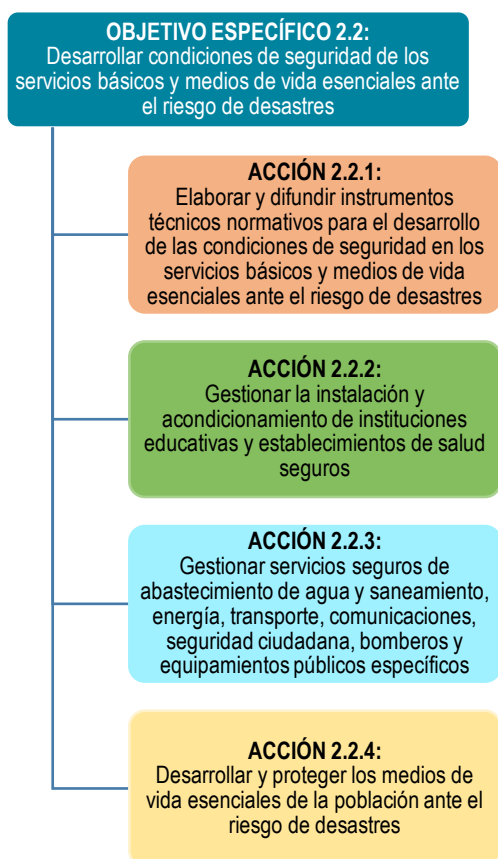 OBJETIVO ESPECÍFICO 2.2:
Desarrollar condiciones de seguridad de los
servicios básicos y medios de vida esenciales ante
el riesgo de desastres
ACCIÓN 2.2.1:
Elaborar y difundir instrumentos
técnicos normativos para el desarrollo
de las condiciones de seguridad en los
servicios básicos y medios de vida
esenciales ante el riesgo de desastres
ACCIÓN 2.2.2:
Gestionar la instalación y
acondicionamiento de instituciones
educativas y establecimientos de salud
seguros
ACCIÓN 2.2.3:
Gestionar servicios seguros de
abastecimiento de agua y saneamiento,
energía, transporte, comunicaciones,
seguridad ciudadana, bomberos y
equipamientos públicos específicos
ACCIÓN 2.2.4:
Desarrollar y proteger los medios de
vida esenciales de la población ante el
riesgo de desastres